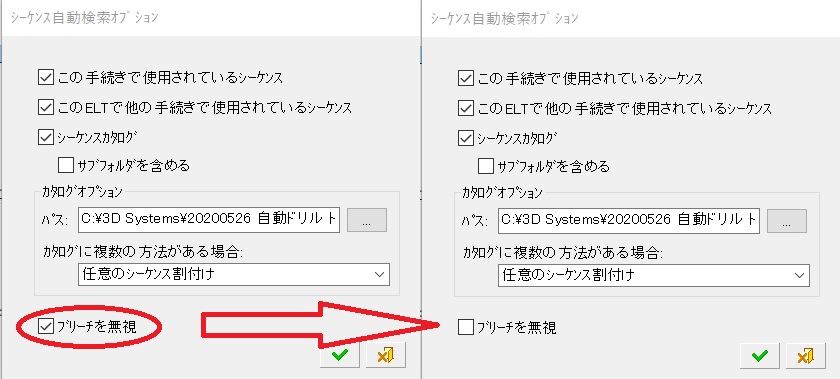 シーケンス自動検索オプション
この手続きで使用されているシーケンス
このELTで他の手続きで使用されているシーケンス
シーケンスカタログ
サブフォルダを含める
カタログオプション
パス: C:¥3D Systems¥20200526 自動ドリル ト ...
カタログに複数の方法がある場合:
任意のシーケンス割付け
ブリーチを無視
シーケンス自動検索オプション
この手続きで使用されているシーケンス
このELTで他の手続きで使用されているシーケンス
シーケンスカタログ
サブフォルダを含める
カタログオプション
パス: C:¥3D Systems¥20200526 自動ドリル ト ...
カタログに複数の方法がある場合:
任意のシーケンス割付け
ブリーチを無視